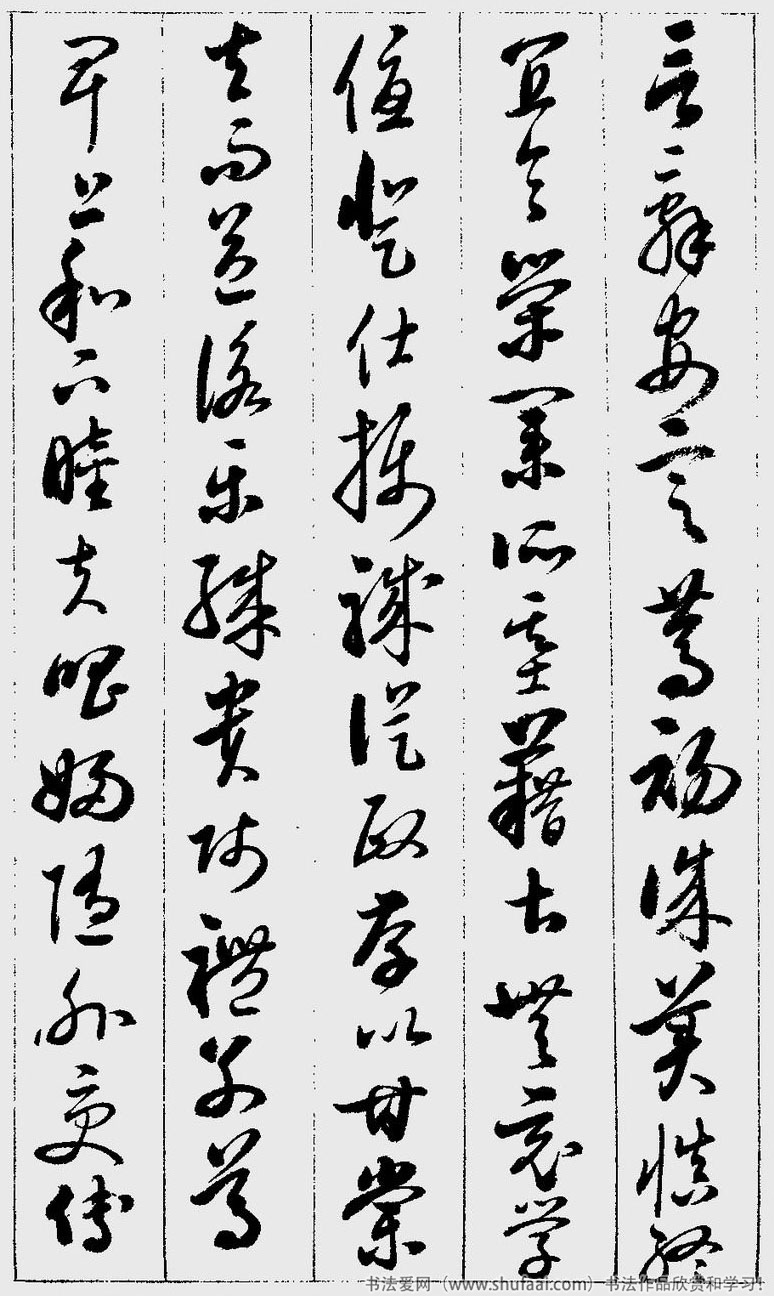 言辭安定篤初誠美慎終
宜令榮業所基籍甚無竟學
優登仕攝職從政存以甘棠
去而益詠樂殊貴賤禮別尊
卑上和下睦夫唱婦隨外受傅
书法爱网（www.shufaai.com）书法作品欣赏和学习！